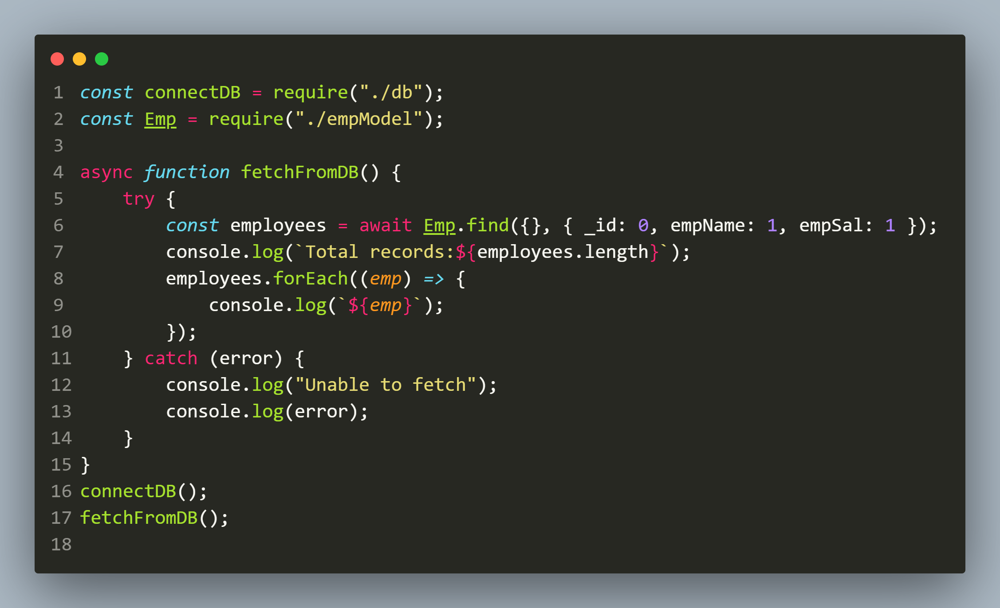 1 const connectDB = require("./db");
2 const Emp = require("./empModel");
3
4 async function fetchFromDB() {
5     try {
6         const employees = await Emp.find({}, { _id: 0, empName: 1, empSal: 1 });
7         console.log(`Total records:${employees.length}`);
8         employees.forEach((emp) => {
9             console.log(`${emp}`);
10         });
11     } catch (error) {
12         console.log("Unable to fetch");
13         console.log(error);
14     }
15 }
16 connectDB();
17 fetchFromDB();
18